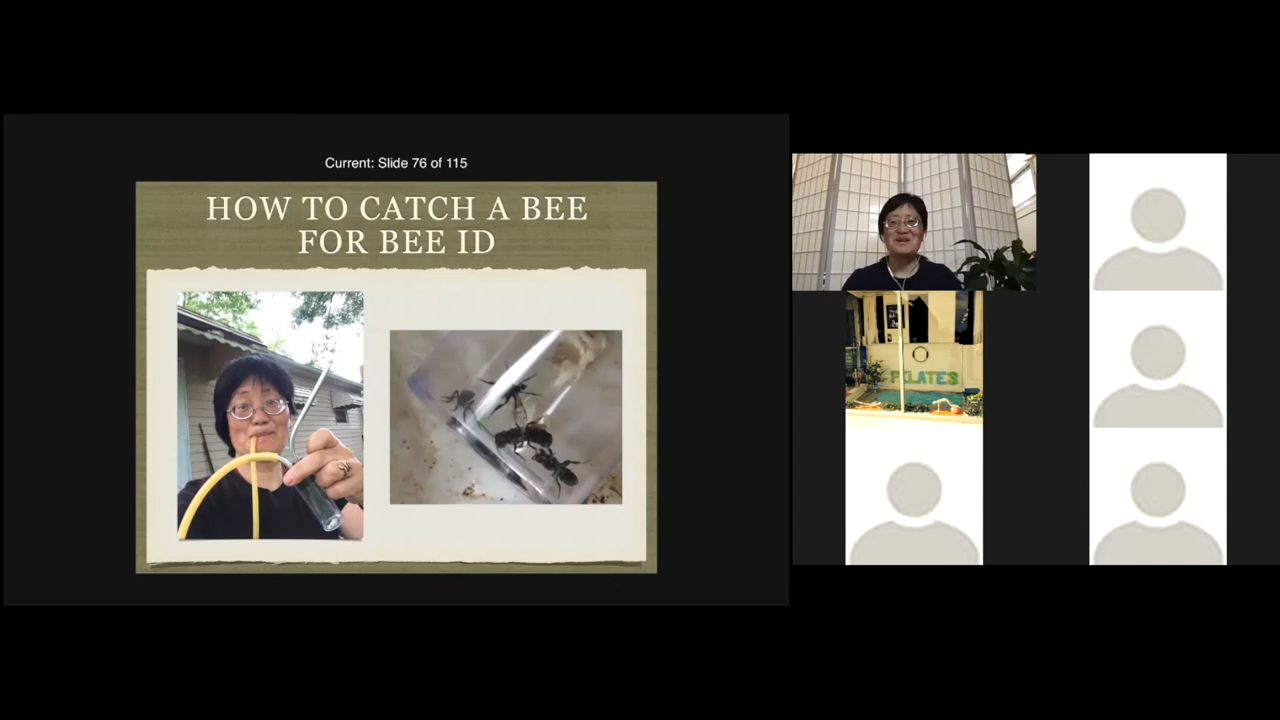 Current: Slide 76 of 115
HOW TO CATCH A BEE
FOR BEE ID
PILATES